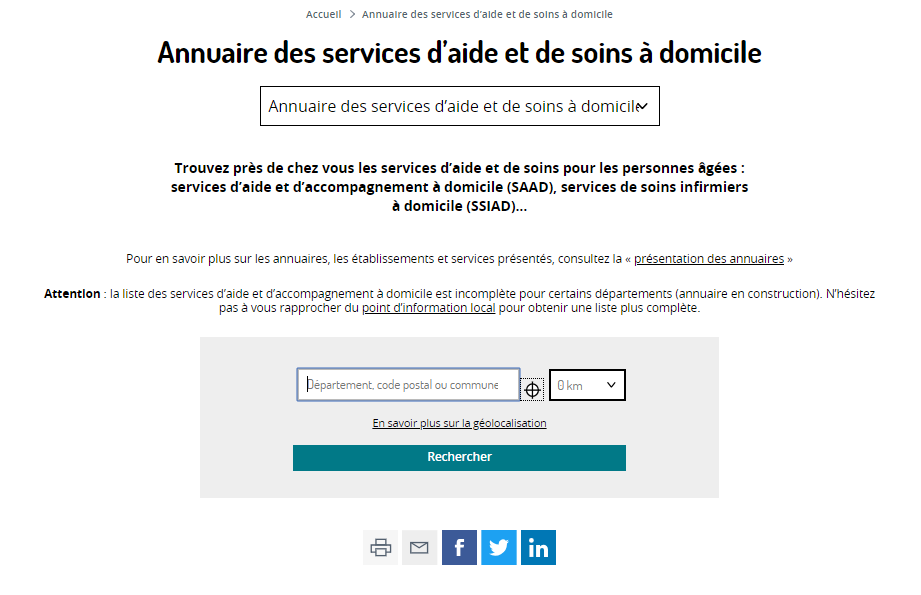 Accueil > Annuaire des services d'aide et de soins à domicile
Annuaire des services d'aide et de soins à domicile
Annuaire des services d'aide et de soins à domicile
Trouvez près de chez vous les services d'aide et de soins pour les personnes âgées :
services d'aide et d'accompagnement à domicile (SAAD), services de soins infirmiers
à domicile (SSIAD)...
Pour en savoir plus sur les annuaires, les établissements et services présentés, consultez la « présentation des annuaires »
Attention : la liste des services d'aide et d'accompagnement à domicile est incomplète pour certains départements (annuaire en construction). N'hésitez
pas à vous rapprocher du point d'information local pour obtenir une liste plus complète.
Département, code postal ou commune
0 km
En savoir plus sur la géolocalisation
Rechercher
f
in